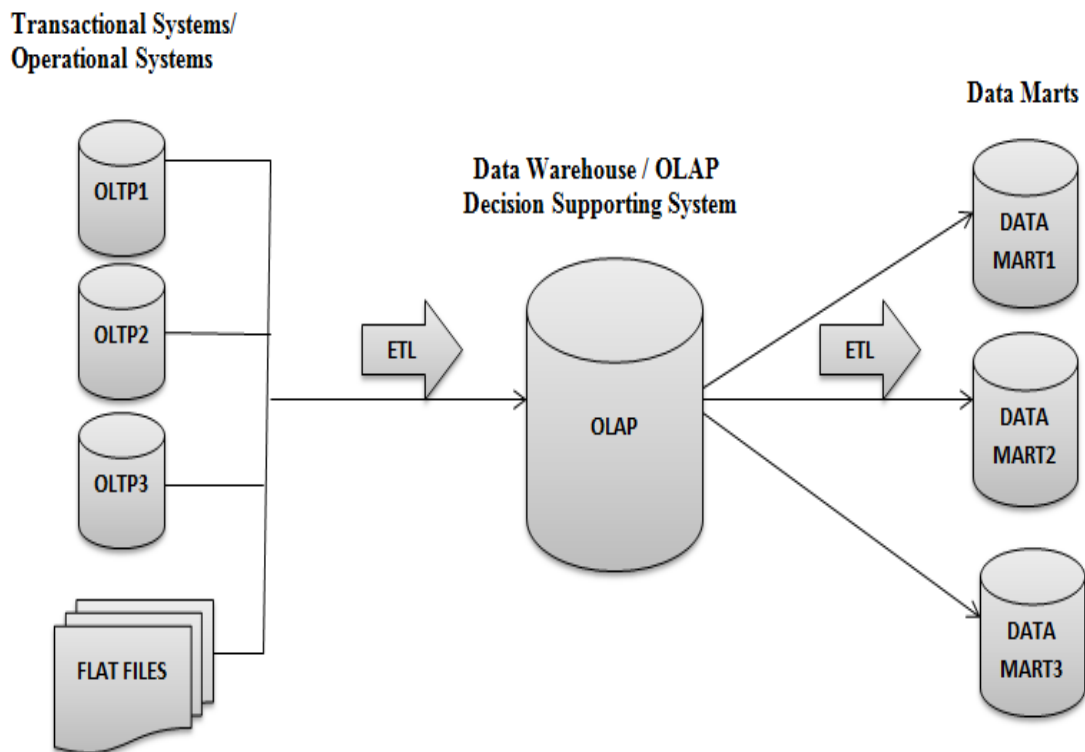 Transactional Systems/
Operational Systems
OLTP1
OLTP2
OLTP3
FLAT FILES
ETL
Data Warehouse / OLAP
Decision Supporting System
OLAP
ETL
Data Marts
DATA
MART1
DATA
MART2
DATA
MART3